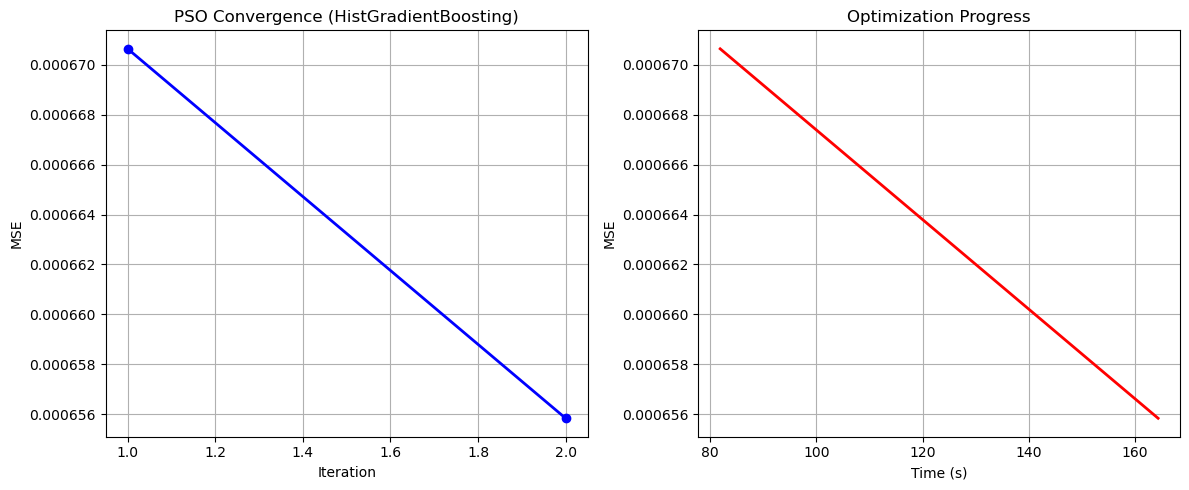 PSO Convergence (HistGradientBoosting)
MSE
0.000670
0.000668
0.000666
0.000664
0.000662
0.000660
0.000658
0.000656
1.0 1.2 1.4 1.6 1.8 2.0
Iteration
Optimization Progress
MSE
0.000670
0.000668
0.000666
0.000664
0.000662
0.000660
0.000658
0.000656
80 100 120 140 160
Time (s)